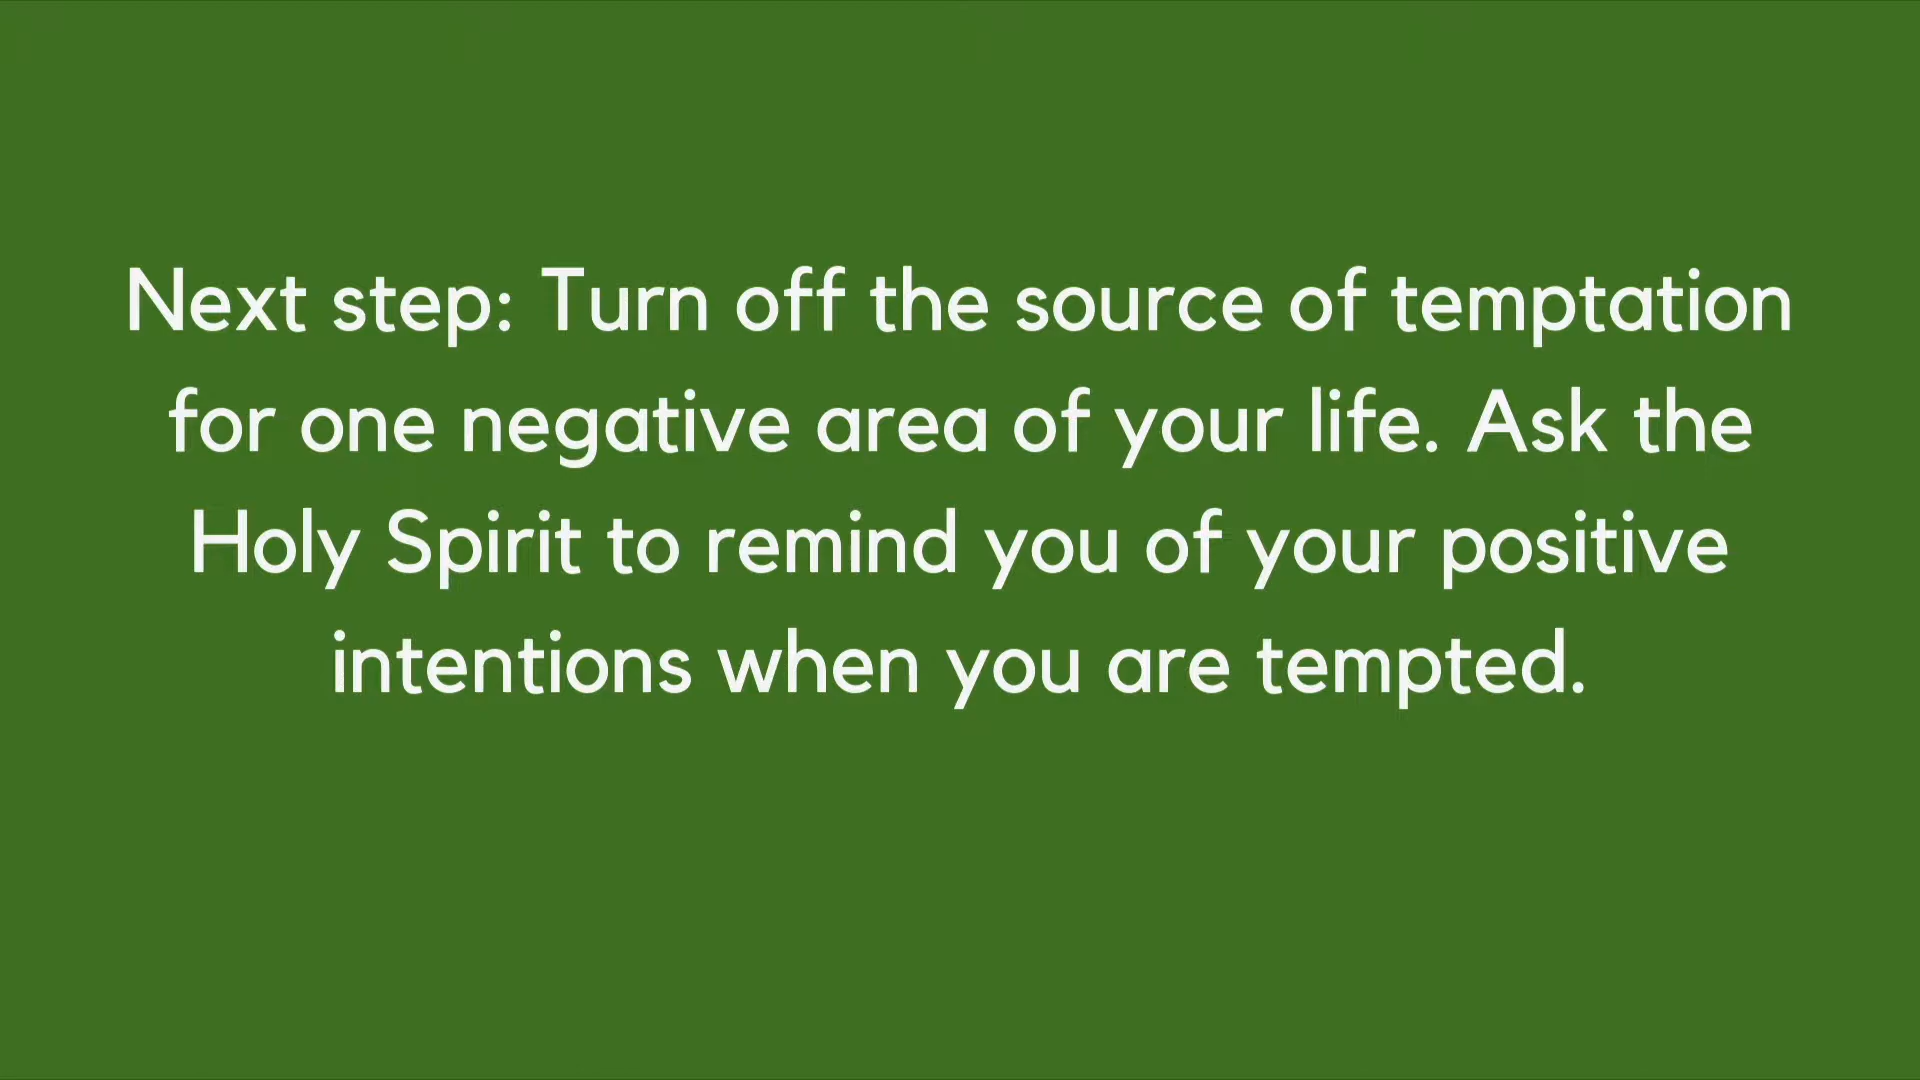 Next step: Turn off the source of temptation
for one negative area of your life. Ask the
Holy Spirit to remind you of your positive
intentions when you are tempted.